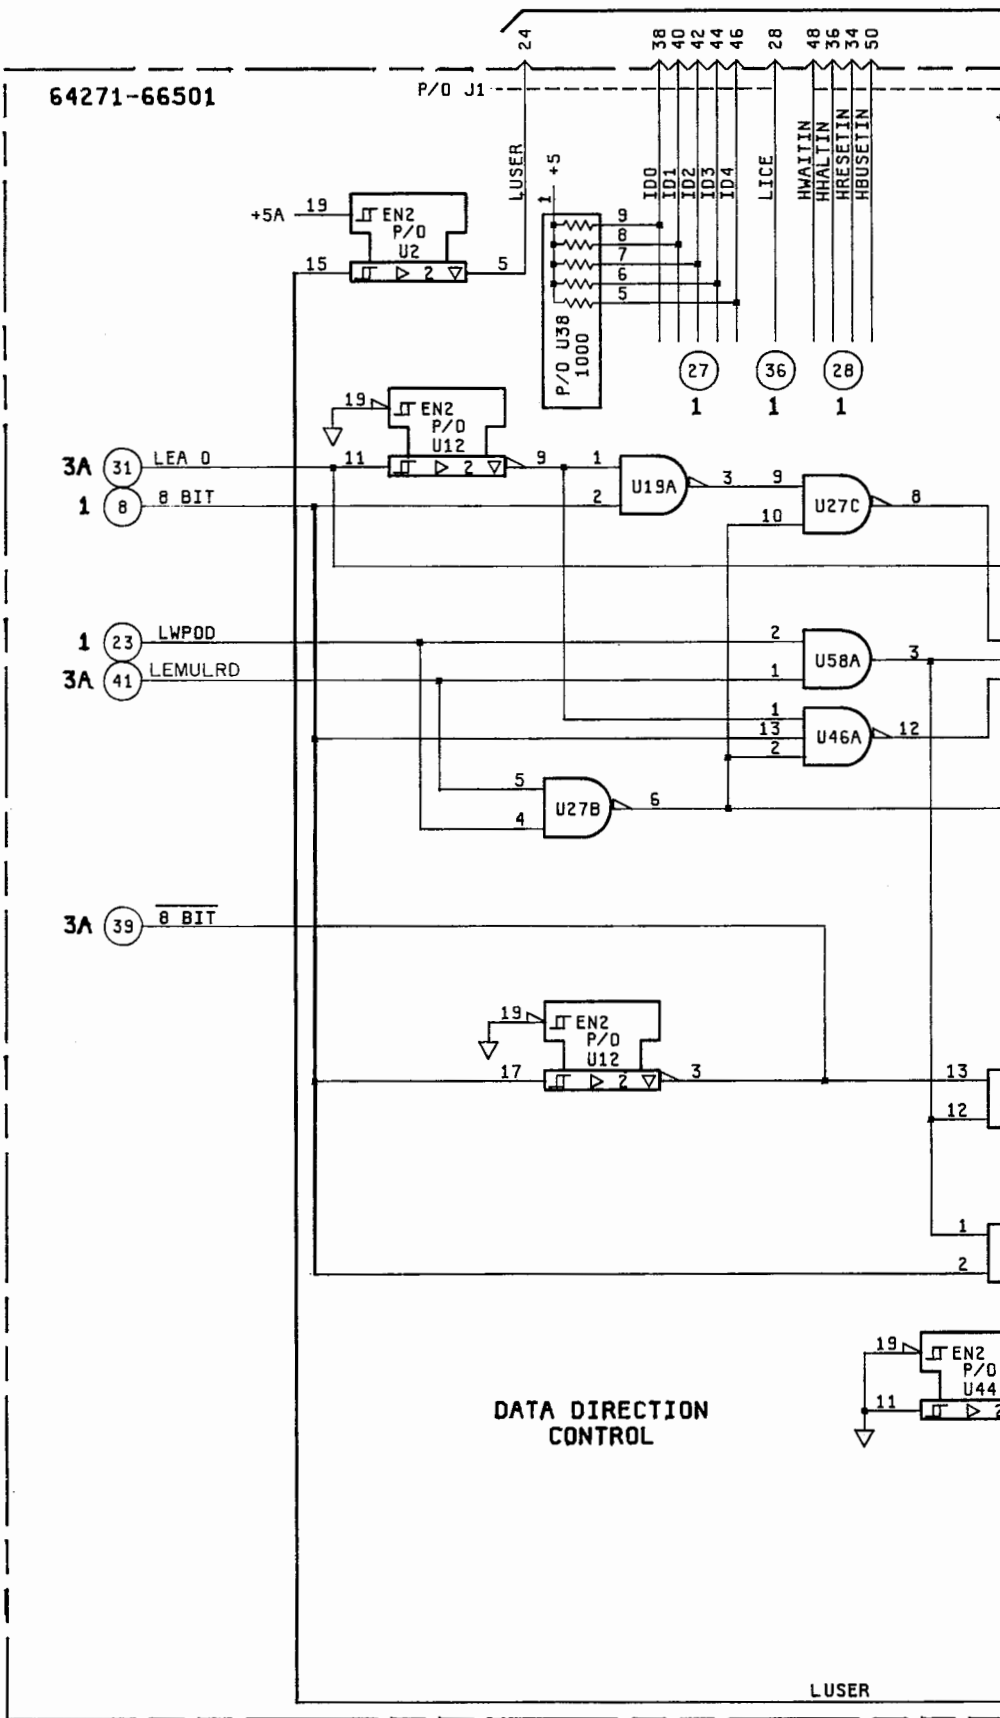 24 38 40 42 44 46 28 48 36 34 50
64271-66501
P/O J1
LUSER
+5
1
ID0
ID1
ID2
ID3
ID4
LICE
HWAITIN
HHALTIN
HRESETIN
HBUSETIN
+5A 19 EN2
P/O
U2
15 2 5
9
8
7
6
5
P/O U38
1000
27 36 28
1 1 1
19 EN2
P/O
U12
3A 31 LEA 0 11 2 9 1
1 8 8 BIT 2 U19A 3 9
10 U27C 8
1 23 LWPOD 2
3A 41 LEMULRD 1 U58A 3
1
13
2 U46A 12
5
4 U27B 6
3A 39 8 BIT
19 EN2
P/O
U12
17 2 3 13
12
1
2
19 EN2
P/O
U44
11 2
DATA DIRECTION
CONTROL
LUSER